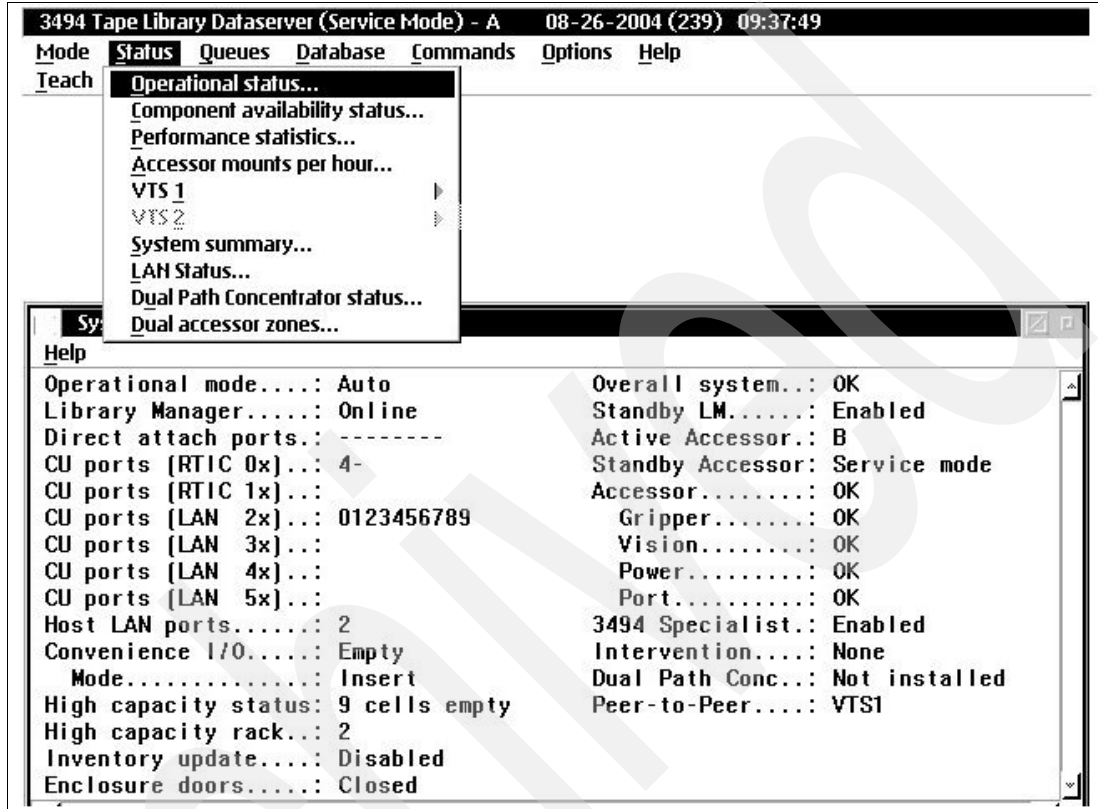 3494 Tape Library Dataserver (Service Mode) - A 08-26-2004 (239) 09:37:49
Mode Status Queues Database Commands Options Help
Teach
Operational status...
Component availability status...
Performance statistics...
Accessor mounts per hour...
VTS 1
VTS 2
System summary...
LAN Status...
Dual Path Concentrator status...
Dual accessor zones...
Sy
Help
Operational mode....: Auto Overall system..: OK
Library Manager.....: Online Standby LM......: Enabled
Direct attach ports.: -------- Active Accessor.: B
CU ports (RTIC 0x)..: 4- Standby Accessor: Service mode
CU ports (RTIC 1x)..: Accessor........: OK
CU ports (LAN 2x)..: 0123456789 Gripper.......: OK
CU ports (LAN 3x)..: Vision........: OK
CU ports (LAN 4x)..: Power.........: OK
CU ports (LAN 5x)..: Port..........: OK
Host LAN ports......: 2 3494 Specialist.: Enabled
Convenience I/O.....: Empty Intervention....: None
Mode..............: Insert Dual Path Conc..: Not installed
High capacity status: 9 cells empty Peer-to-Peer....: VTS1
High capacity rack..: 2
Inventory update....: Disabled
Enclosure doors.....: Closed